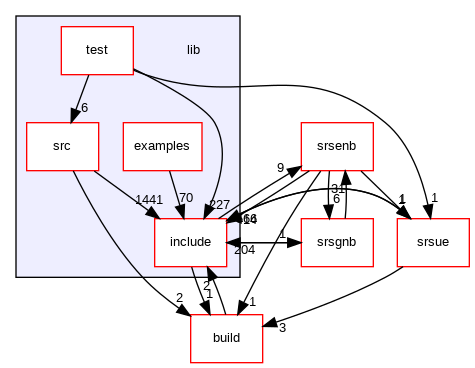 test
lib
6
src
examples
srsenb
9
1441
70
227
31
6
1
1
include
srsgnb
srsue
1
204
2
1
2
1
3
build